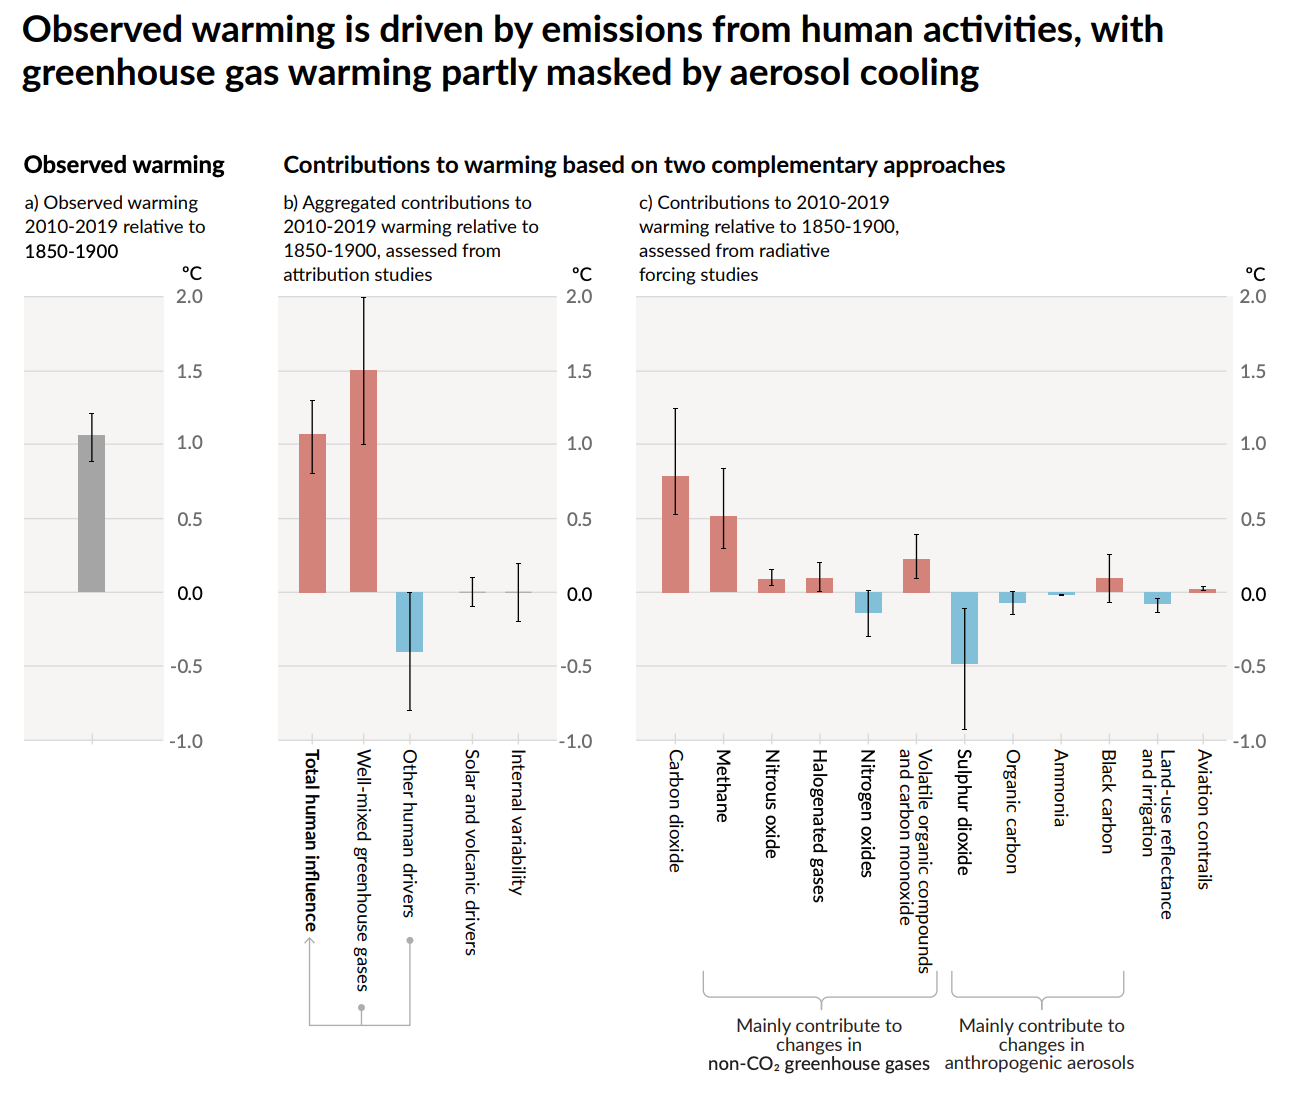 Observed warming is driven by emissions from human activities, with
greenhouse gas warming partly masked by aerosol cooling
Observed warming
a) Observed warming
2010-2019 relative to
1850-1900
°C
2.0
1.5
1.0
0.5
0.0
-0.5
-1.0
Contributions to warming based on two complementary approaches
b) Aggregated contributions to
2010-2019 warming relative to
1850-1900, assessed from
attribution studies
°C
2.0
1.5
1.0
0.5
0.0
-0.5
-1.0
Total human influence
Well-mixed greenhouse gases
Other human drivers
Solar and volcanic drivers
Internal variability
c) Contributions to 2010-2019
warming relative to 1850-1900,
assessed from radiative
forcing studies
°C
2.0
1.5
1.0
0.5
0.0
-0.5
-1.0
Carbon dioxide
Methane
Nitrous oxide
Halogenated gases
Nitrogen oxides
Volatile organic compounds
and carbon monoxide
Sulphur dioxide
Organic carbon
Ammonia
Black carbon
Land-use reflectance
and irrigation
Aviation contrails
Mainly contribute to
changes in
non-CO₂ greenhouse gases
Mainly contribute to
changes in
anthropogenic aerosols